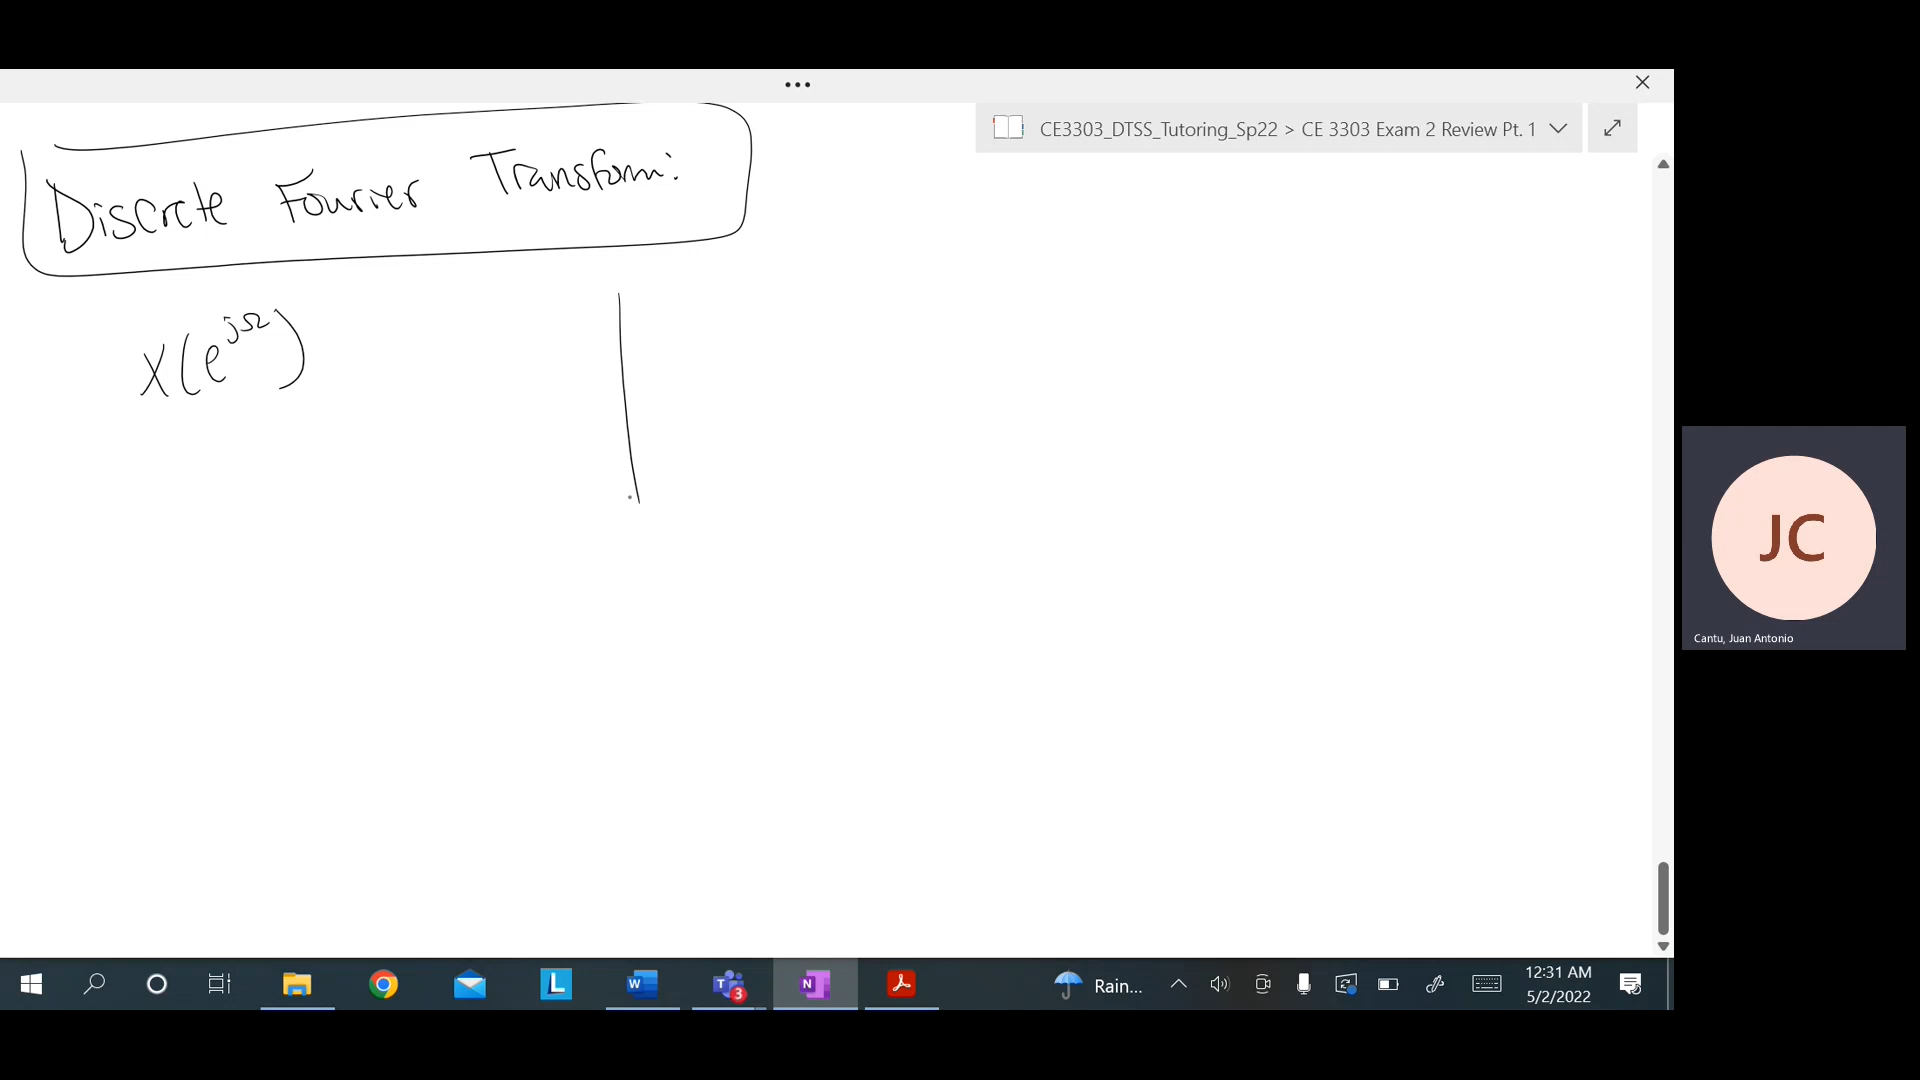 •••
CE3303_DTSS_Tutoring_Sp22 > CE 3303 Exam 2 Review Pt. 1
Discrete Fourier Transform:
X(e^{jΩ})
JC
Cantu, Juan Antonio
L
W
T
3
N
Rain...
12:31 AM
5/2/2022